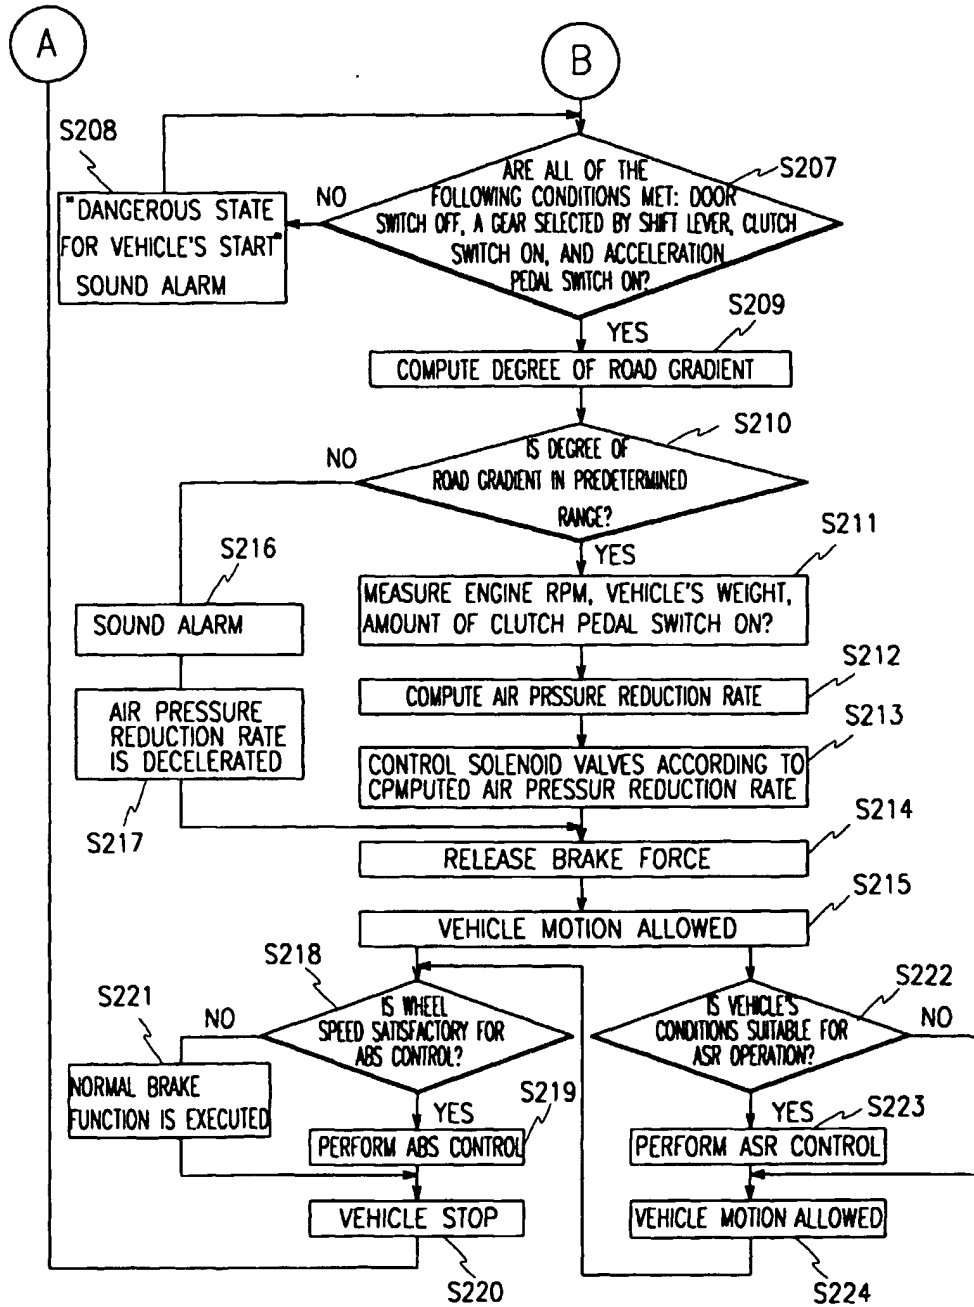 A
B
S208
S207
"DANGEROUS STATE
FOR VEHICLE'S START"
SOUND ALARM
NO
ARE ALL OF THE
FOLLOWING CONDITIONS MET: DOOR
SWITCH OFF, A GEAR SELECTED BY SHIFT LEVER, CLUTCH
SWITCH ON, AND ACCELERATION
PEDAL SWITCH ON?
YES
S209
COMPUTE DEGREE OF ROAD GRADIENT
S210
NO
IS DEGREE OF
ROAD GRADIENT IN PREDETERMINED
RANGE?
YES
S211
S216
MEASURE ENGINE RPM, VEHICLE'S WEIGHT,
AMOUNT OF CLUTCH PEDAL SWITCH ON?
SOUND ALARM
S212
COMPUTE AIR PRSSURE REDUCTION RATE
AIR PRESSURE
REDUCTION RATE
IS DECELERATED
S213
CONTROL SOLENOID VALVES ACCORDING TO
CPMPUTED AIR PRESSUR REDUCTION RATE
S217
S214
RELEASE BRAKE FORCE
S215
VEHICLE MOTION ALLOWED
S218
S222
S221
NO
IS WHEEL
SPEED SATISFACTORY FOR
ABS CONTROL?
IS VEHICLE'S
CONDITIONS SUITABLE FOR
ASR OPERATION?
NO
NORMAL BRAKE
FUNCTION IS EXECUTED
YES
S219
YES
S223
PERFORM ABS CONTROL
PERFORM ASR CONTROL
VEHICLE STOP
VEHICLE MOTION ALLOWED
S220
S224